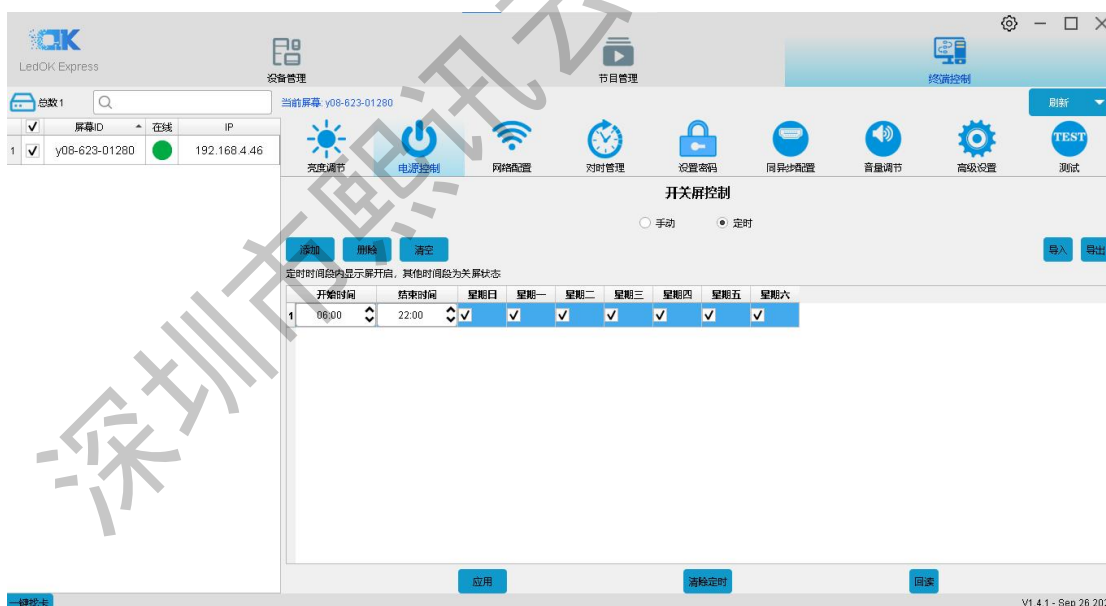 LedOK Express
设备管理
节目管理
终端控制
总数1
当前屏幕: y08-623-01280
刷新
屏幕ID 在线 IP
1 y08-623-01280 192.168.4.46
亮度调节 电源控制 网络配置 对时管理 设置密码 同异步配置 音量调节 高级设置 TEST 测试
开关屏控制
手动 定时
添加 删除 清空 导入 导出
定时时间段内显示屏开启，其他时间段为关屏状态
开始时间 结束时间 星期日 星期一 星期二 星期三 星期四 星期五 星期六
1 06:00 22:00
应用 清除定时 回读
一键找卡
V1.4.1 - Sep 26 202
深圳市熙讯云